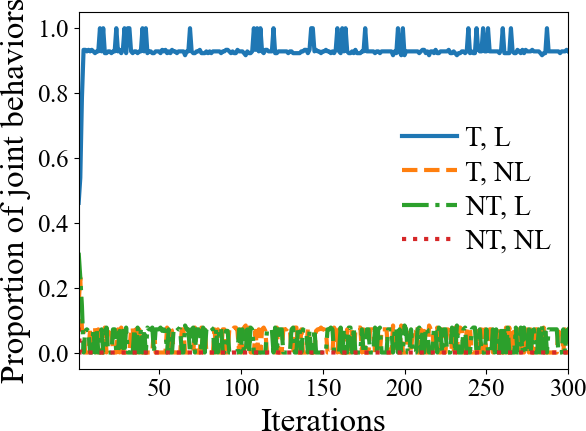 Proportion of joint behaviors
1.0
0.8
0.6
0.4
0.2
0.0
T, L
T, NL
NT, L
NT, NL
50
100
150
200
250
300
Iterations